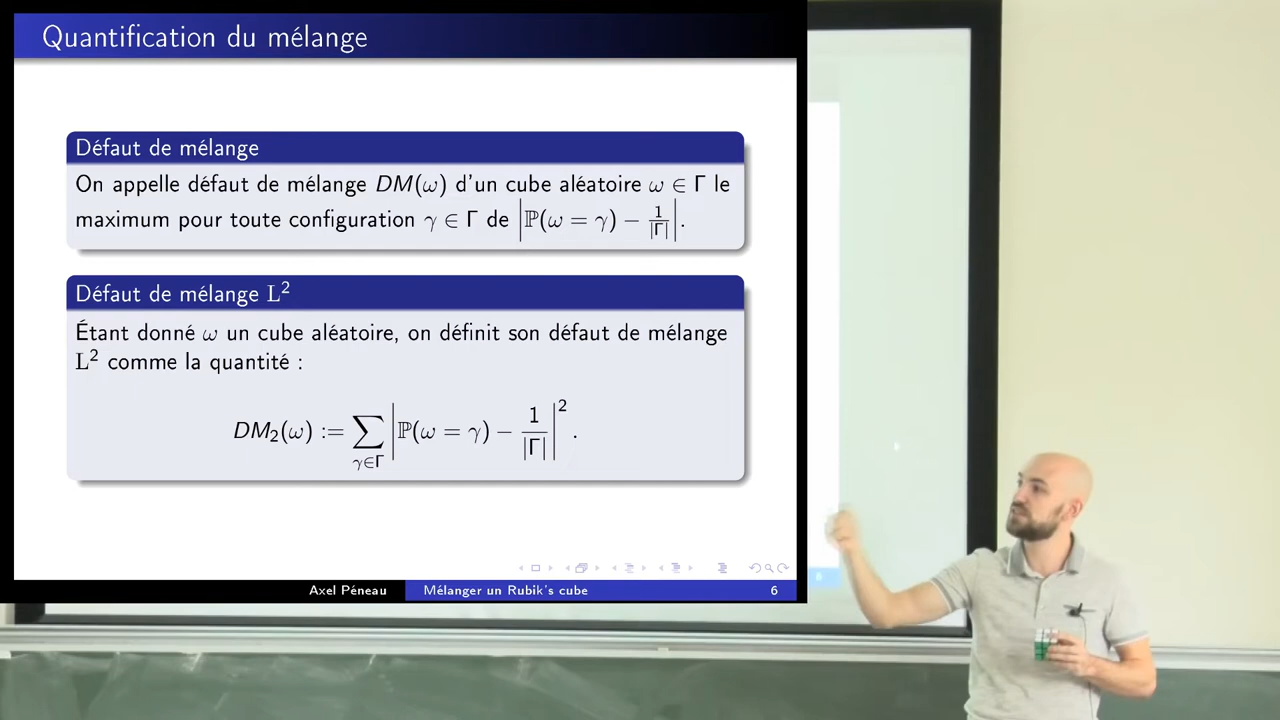 Quantification du mélange
Défaut de mélange
On appelle défaut de mélange DM(ω) d'un cube aléatoire ω ∈ Γ le
maximum pour toute configuration γ ∈ Γ de |ℙ(ω = γ) − 1/|Γ||.
Défaut de mélange L²
Étant donné ω un cube aléatoire, on définit son défaut de mélange
L² comme la quantité :
DM₂(ω) := ∑_{γ∈Γ} |ℙ(ω = γ) − 1/|Γ||².
Axel Péneau Mélanger un Rubik's cube 6